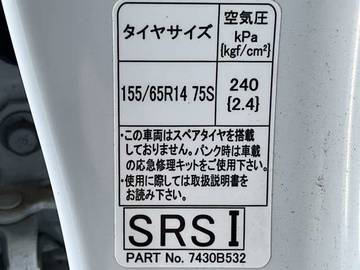 タイヤサイズ
空気圧
kPa
{kgf/cm²}
155/65R14 75S
240
{2.4}
・この車両はスペアタイヤを搭載
しておりません。パンク時は車載
の応急修理キットをご使用下さい。
・使用に際しては取扱説明書を
お読み下さい。
SRS I
PART No. 7430B532